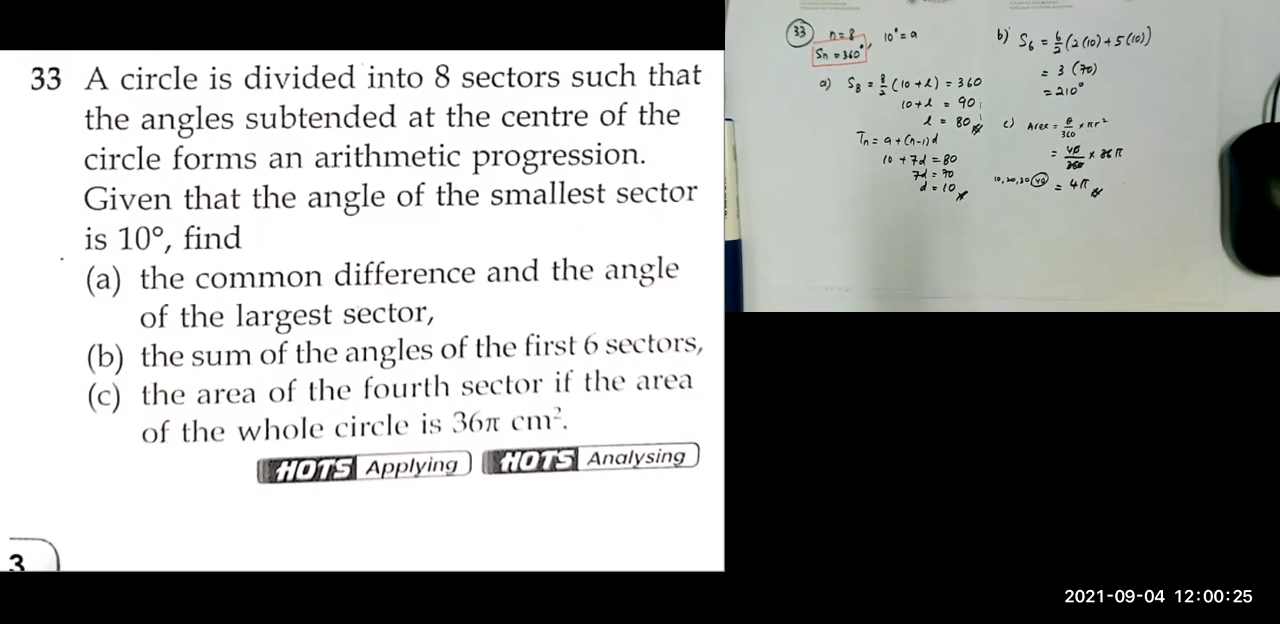 33 A circle is divided into 8 sectors such that
the angles subtended at the centre of the
circle forms an arithmetic progression.
Given that the angle of the smallest sector
is 10°, find
(a) the common difference and the angle
of the largest sector,
(b) the sum of the angles of the first 6 sectors,
(c) the area of the fourth sector if the area
of the whole circle is 36π cm².
HOTS Applying HOTS Analysing
3
33 n = 8, 10° = a
Sn = 360°
a) S8 = 8/2 (10 + l) = 360
10 + l = 90
l = 80
Tn = a + (n-1)d
10 + 7d = 80
7d = 70
d = 10
b) S6 = 6/2 (2(10) + 5(10))
= 3 (70)
= 210°
c) Area = θ/360 × πr²
= 40/360 × 36π
10, 20, 30, 40
= 4π
2021-09-04 12:00:25